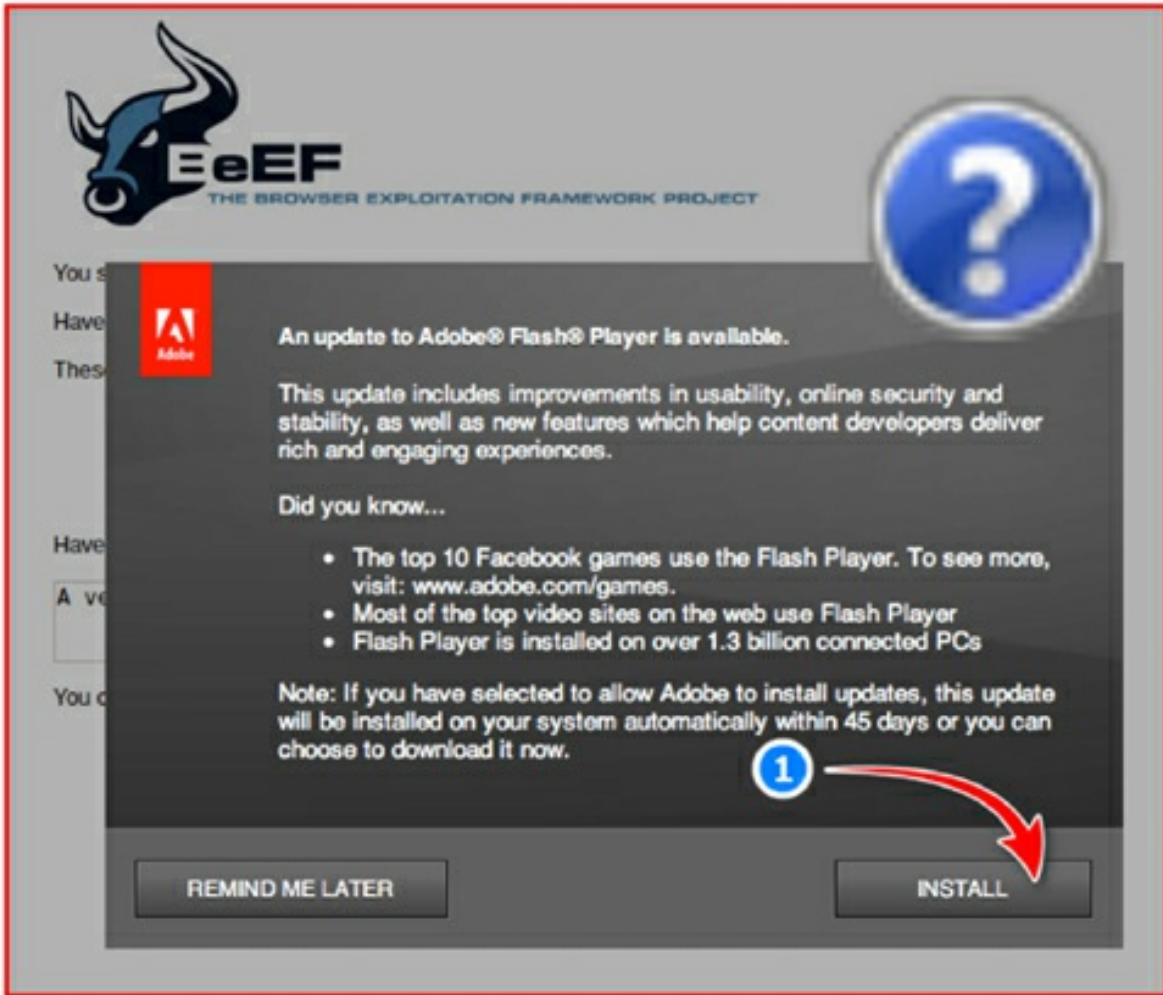 BeEF
THE BROWSER EXPLOITATION FRAMEWORK PROJECT
?
You s
Have
Thes
Adobe
An update to Adobe® Flash® Player is available.
This update includes improvements in usability, online security and
stability, as well as new features which help content developers deliver
rich and engaging experiences.
Did you know...
• The top 10 Facebook games use the Flash Player. To see more,
visit: www.adobe.com/games.
• Most of the top video sites on the web use Flash Player
• Flash Player is installed on over 1.3 billion connected PCs
Have
A ve
You c
Note: If you have selected to allow Adobe to install updates, this update
will be installed on your system automatically within 45 days or you can
choose to download it now.
1
REMIND ME LATER
INSTALL